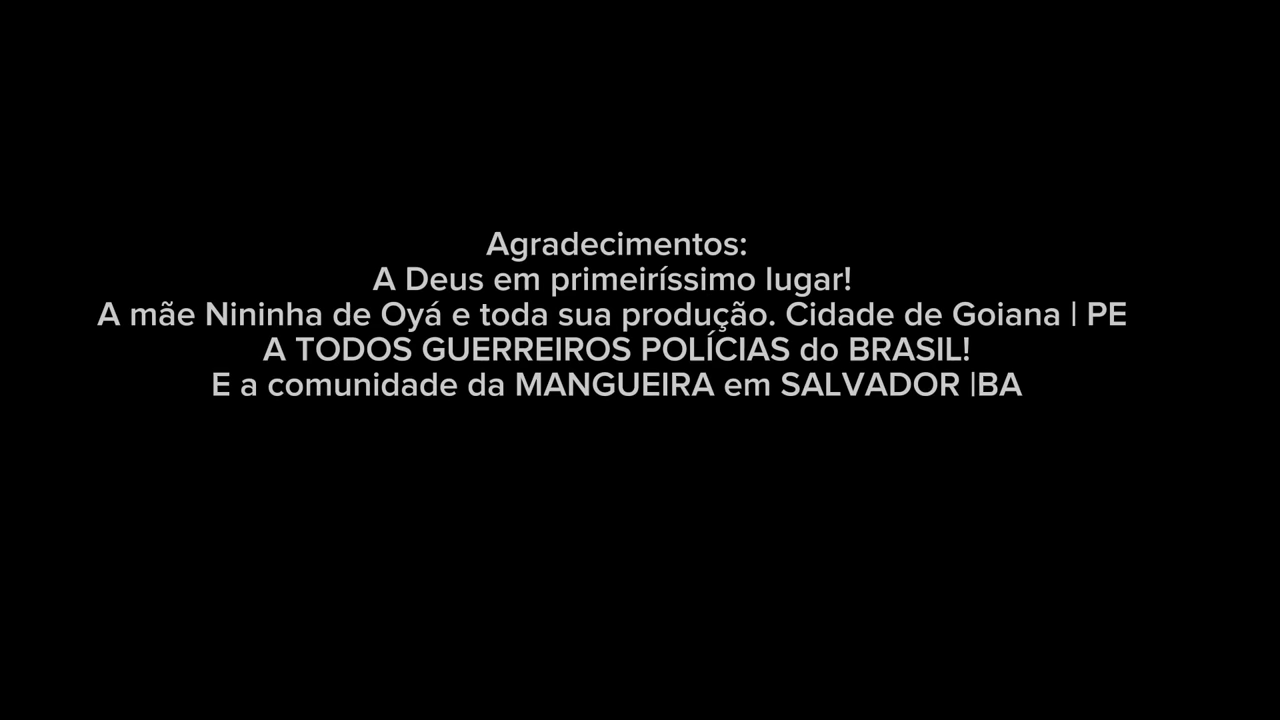 Agradecimentos:
A Deus em primeiríssimo lugar!
A mãe Nininha de Oyá e toda sua produção. Cidade de Goiana | PE
A TODOS GUERREIROS POLÍCIAS do BRASIL!
E a comunidade da MANGUEIRA em SALVADOR |BA